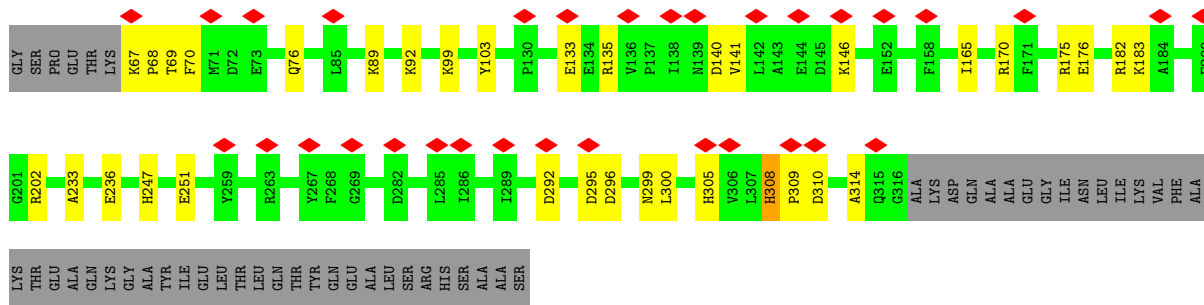 GLY SER PRO GLU THR LYS K67 P68 T69 F70 M71 D72 E73 Q76 L85 K89 K92 K99 Y103 P130 E133 E134 R135 V136 P137 I138 N139 D140 V141 L142 A143 E144 D145 K146 E152 F158 I165 R170 F171 R175 E176 R182 K183 A184
G201 R202 A233 E236 H247 E251 Y259 R263 Y267 F268 G269 D282 L285 I286 I289 D292 D295 D296 N299 L300 H305 V306 L307 H308 P309 D310 A314 Q315 G316 ALA LYS ASP GLN ALA ALA GLU GLY ILE ASN LEU ILE LYS VAL PHE ALA
LYS THR GLU ALA GLN LYS GLY ALA TYR ILE GLU LEU THR LEU GLN THR TYR GLN GLU ALA LEU SER ARG HIS SER ALA ALA SER